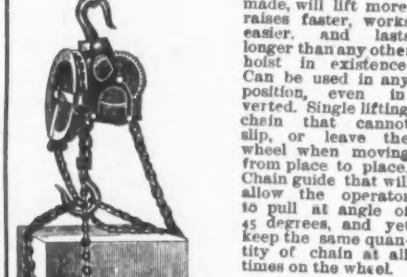 made, will lift more
raises faster, works
easier. and lasts
longer than any other
hoist in existence
Can be used in any
position, even in
verted. Single lifting
chain that cannot
slip, or leave the
wheel when moving
from place to place.
Chain guide that will
allow the operator
to pull at angle of
45 degrees, and yet
keep the same quan
tity of chain at all
times on the wheel.